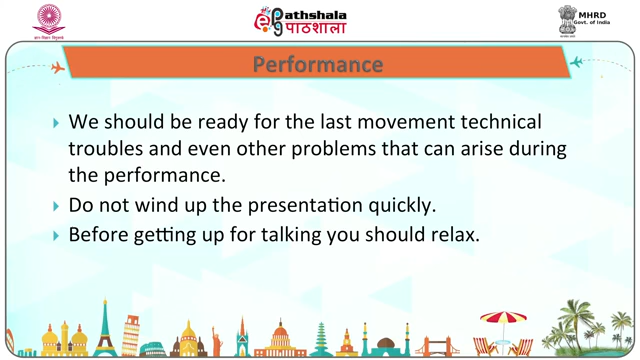 Pathshala
पाठशाला
MHRD
Govt. of India
Performance
We should be ready for the last movement technical
troubles and even other problems that can arise during
the performance.
Do not wind up the presentation quickly.
Before getting up for talking you should relax.